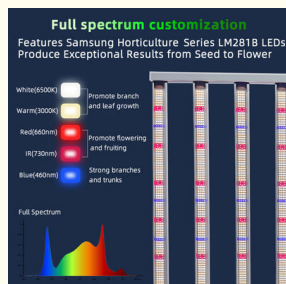 Full spectrum customization
Features Samsung Horticulture Series LM281B LEDs
Produce Exceptional Results from Seed to Flower
White(6500K)
Promote branch
and leaf growth
Warm(3000K)
Red(660nm)
Promote flowering
and fruiting
IR(730nm)
Blue(460nm)
Strong branches
and trunks
Full Spectrum